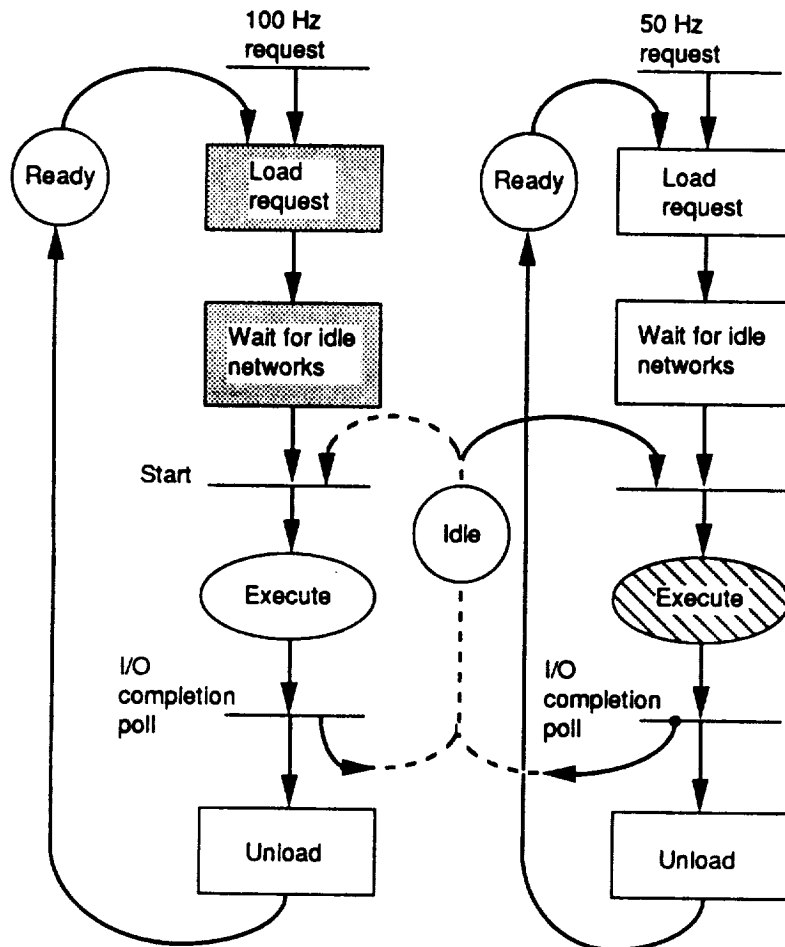 100 Hz
request
Ready
Load
request
Wait for idle
networks
Start
Execute
I/O
completion
poll
Unload
Idle
50 Hz
request
Ready
Load
request
Wait for idle
networks
Execute
I/O
completion
poll
Unload